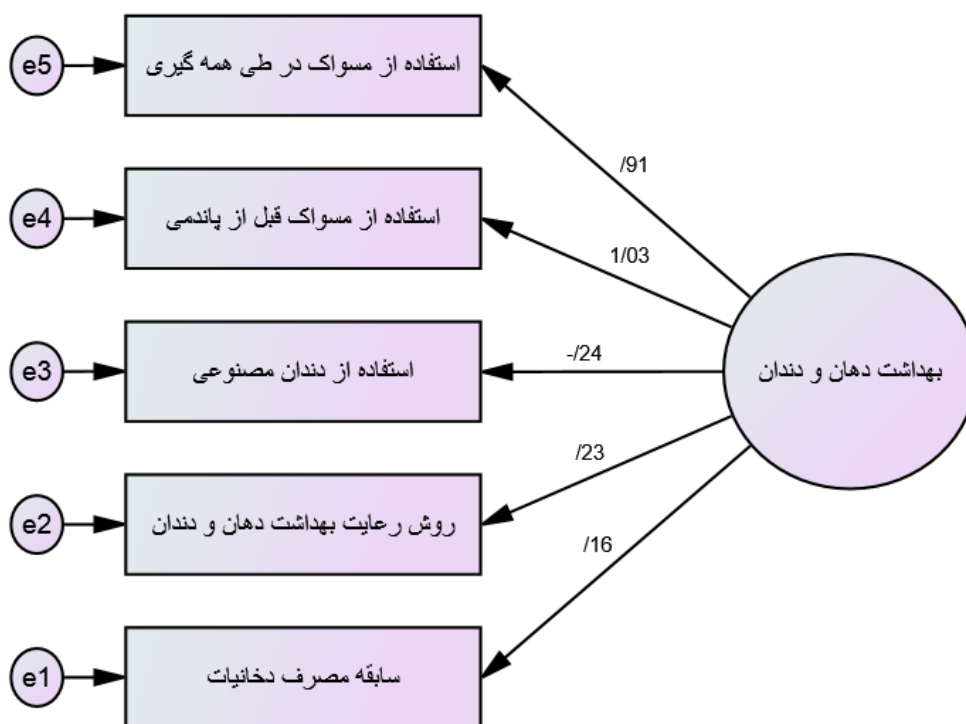 e5
استفاده از مسواک در طی همه گیری
/91
e4
استفاده از مسواک قبل از پاندمی
1/03
e3
استفاده از دندان مصنوعی
-/24
بهداشت دهان و دندان
e2
روش رعایت بهداشت دهان و دندان
/23
e1
سابقه مصرف دخانیات
/16